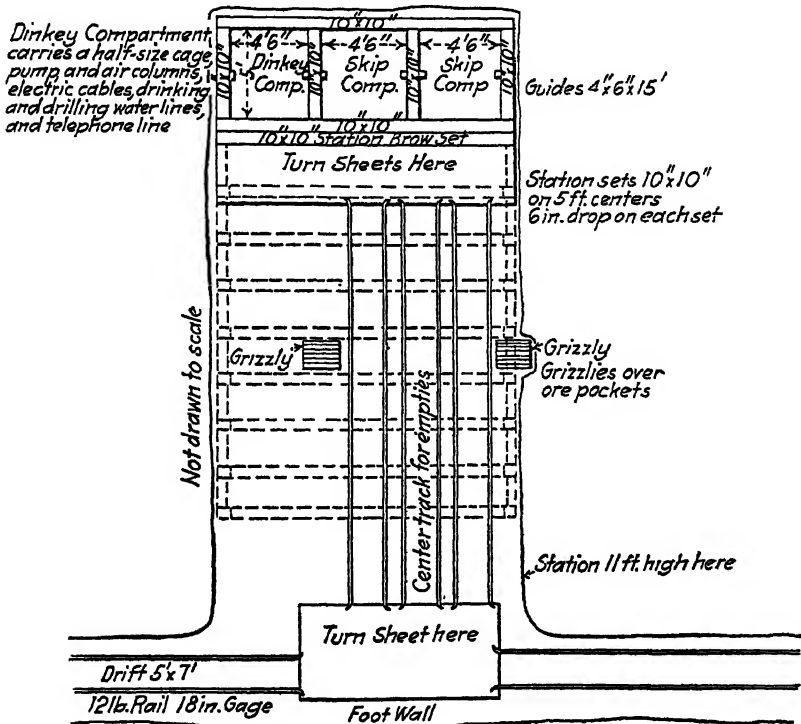 10"x10"
Dinkey Compartment
carries a half-size cage,
pump and air columns,
electric cables, drinking
and drilling water lines,
and telephone line
4'6"
4'6"
4'6"
10"x10"
5'
10"x10"
10"x10"
10"x10"
Dinkey
Comp.
Skip
Comp.
Skip
Comp
Guides 4"x6"x15'
10"x10"
10"x10" Station Brow Set
Turn Sheets Here
Station sets 10"x10"
on 5 ft. centers
6 in. drop on each set
Not drawn to scale
Grizzly
Grizzly
Grizzlies over
ore pockets
Center track for empties
Station 11 ft. high here
Turn Sheet here
Drift 5'x7'
12 lb. Rail 18 in. Gage
Foot Wall